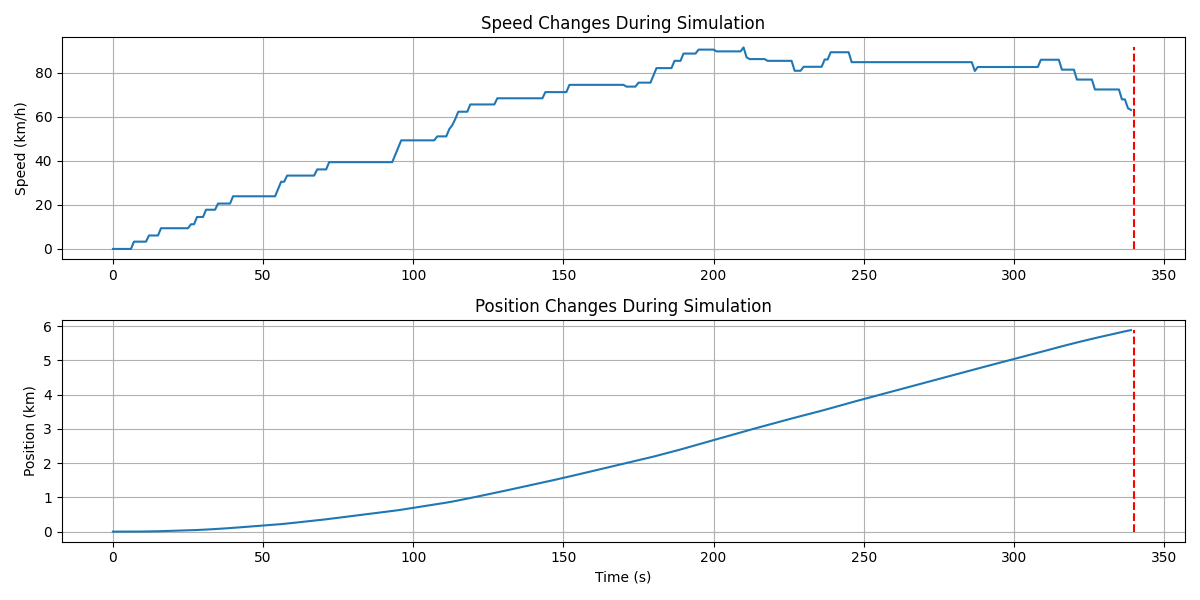 Speed Changes During Simulation
Speed (km/h)
80
60
40
20
0
0 50 100 150 200 250 300 350
Position Changes During Simulation
Position (km)
6
5
4
3
2
1
0
0 50 100 150 200 250 300 350
Time (s)